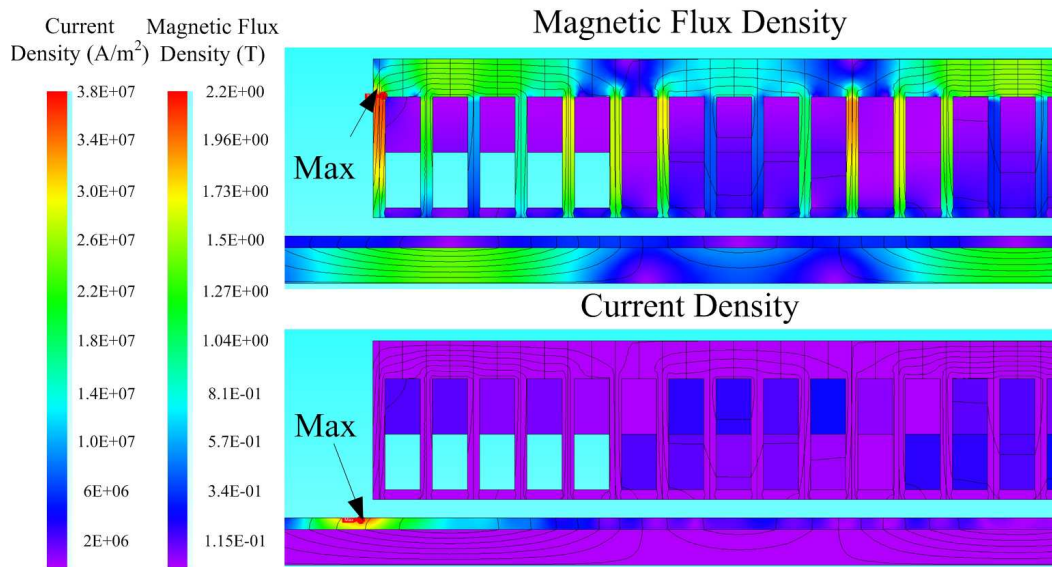 Current
Density (A/m²)
Magnetic Flux
Density (T)
3.8E+07
3.4E+07
3.0E+07
2.6E+07
2.2E+07
1.8E+07
1.4E+07
1.0E+07
6E+06
2E+06
2.2E+00
1.96E+00
1.73E+00
1.5E+00
1.27E+00
1.04E+00
8.1E-01
5.7E-01
3.4E-01
1.15E-01
Magnetic Flux Density
Max
Current Density
Max